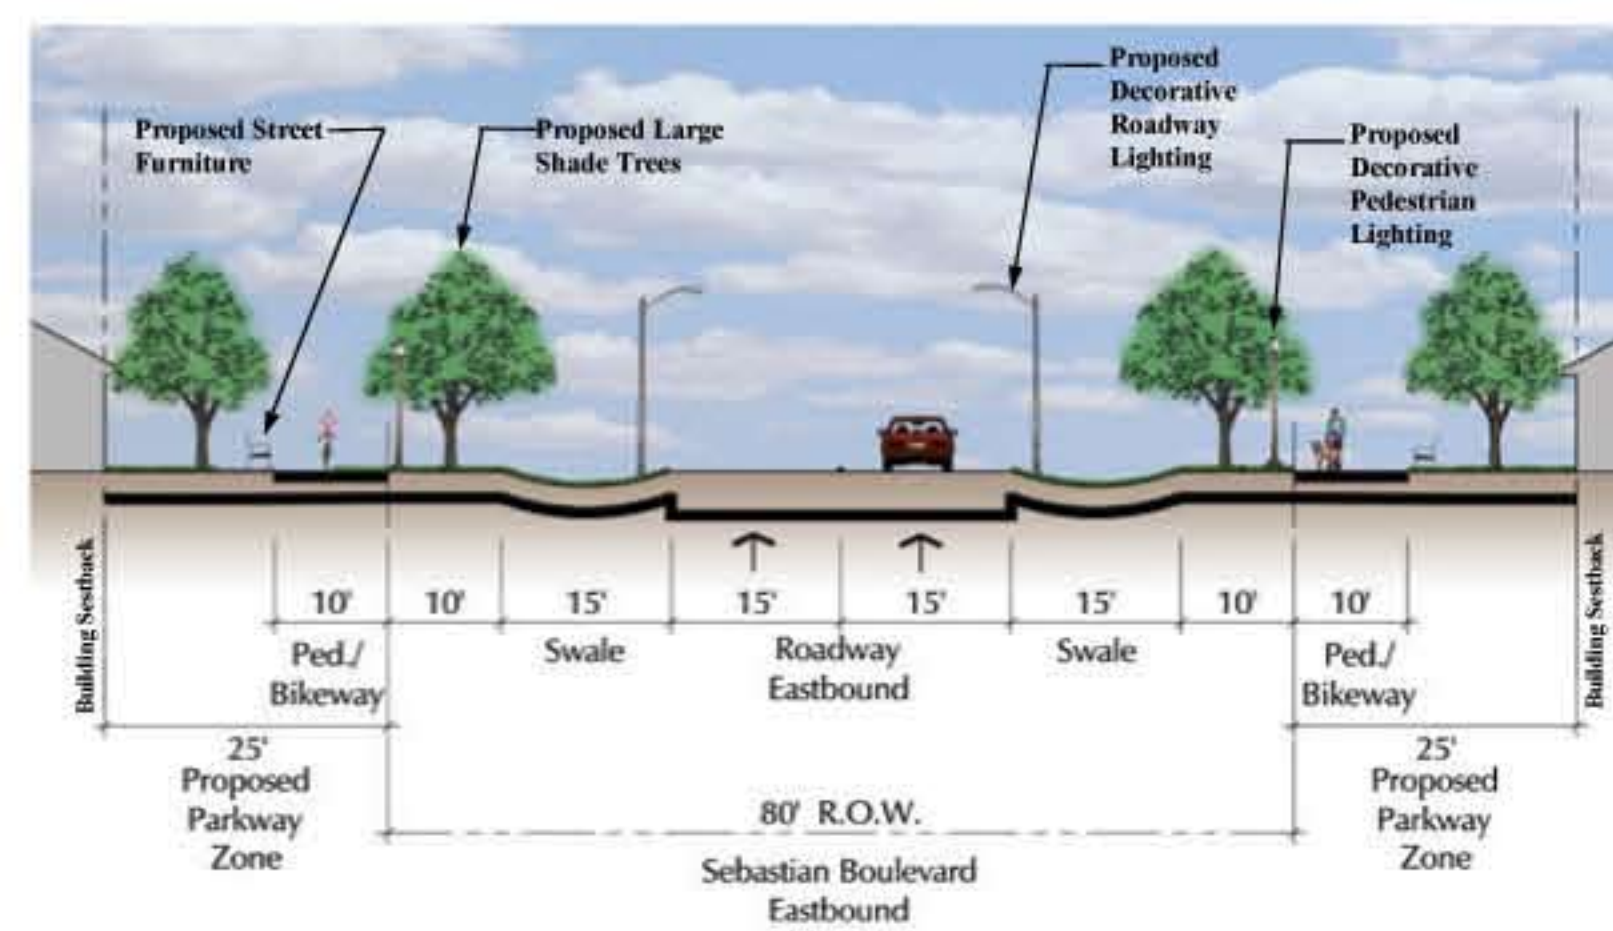 Proposed Street
Furniture
Proposed Large
Shade Trees
Proposed
Decorative
Roadway
Lighting
Proposed
Decorative
Pedestrian
Lighting
Building Sestback
10'
10'
15'
15'
15'
15'
10'
10'
Building Sestback
Ped./
Bikeway
Swale
Roadway
Eastbound
Swale
Ped./
Bikeway
25'
Proposed
Parkway
Zone
80' R.O.W.
Sebastian Boulevard
Eastbound
25'
Proposed
Parkway
Zone